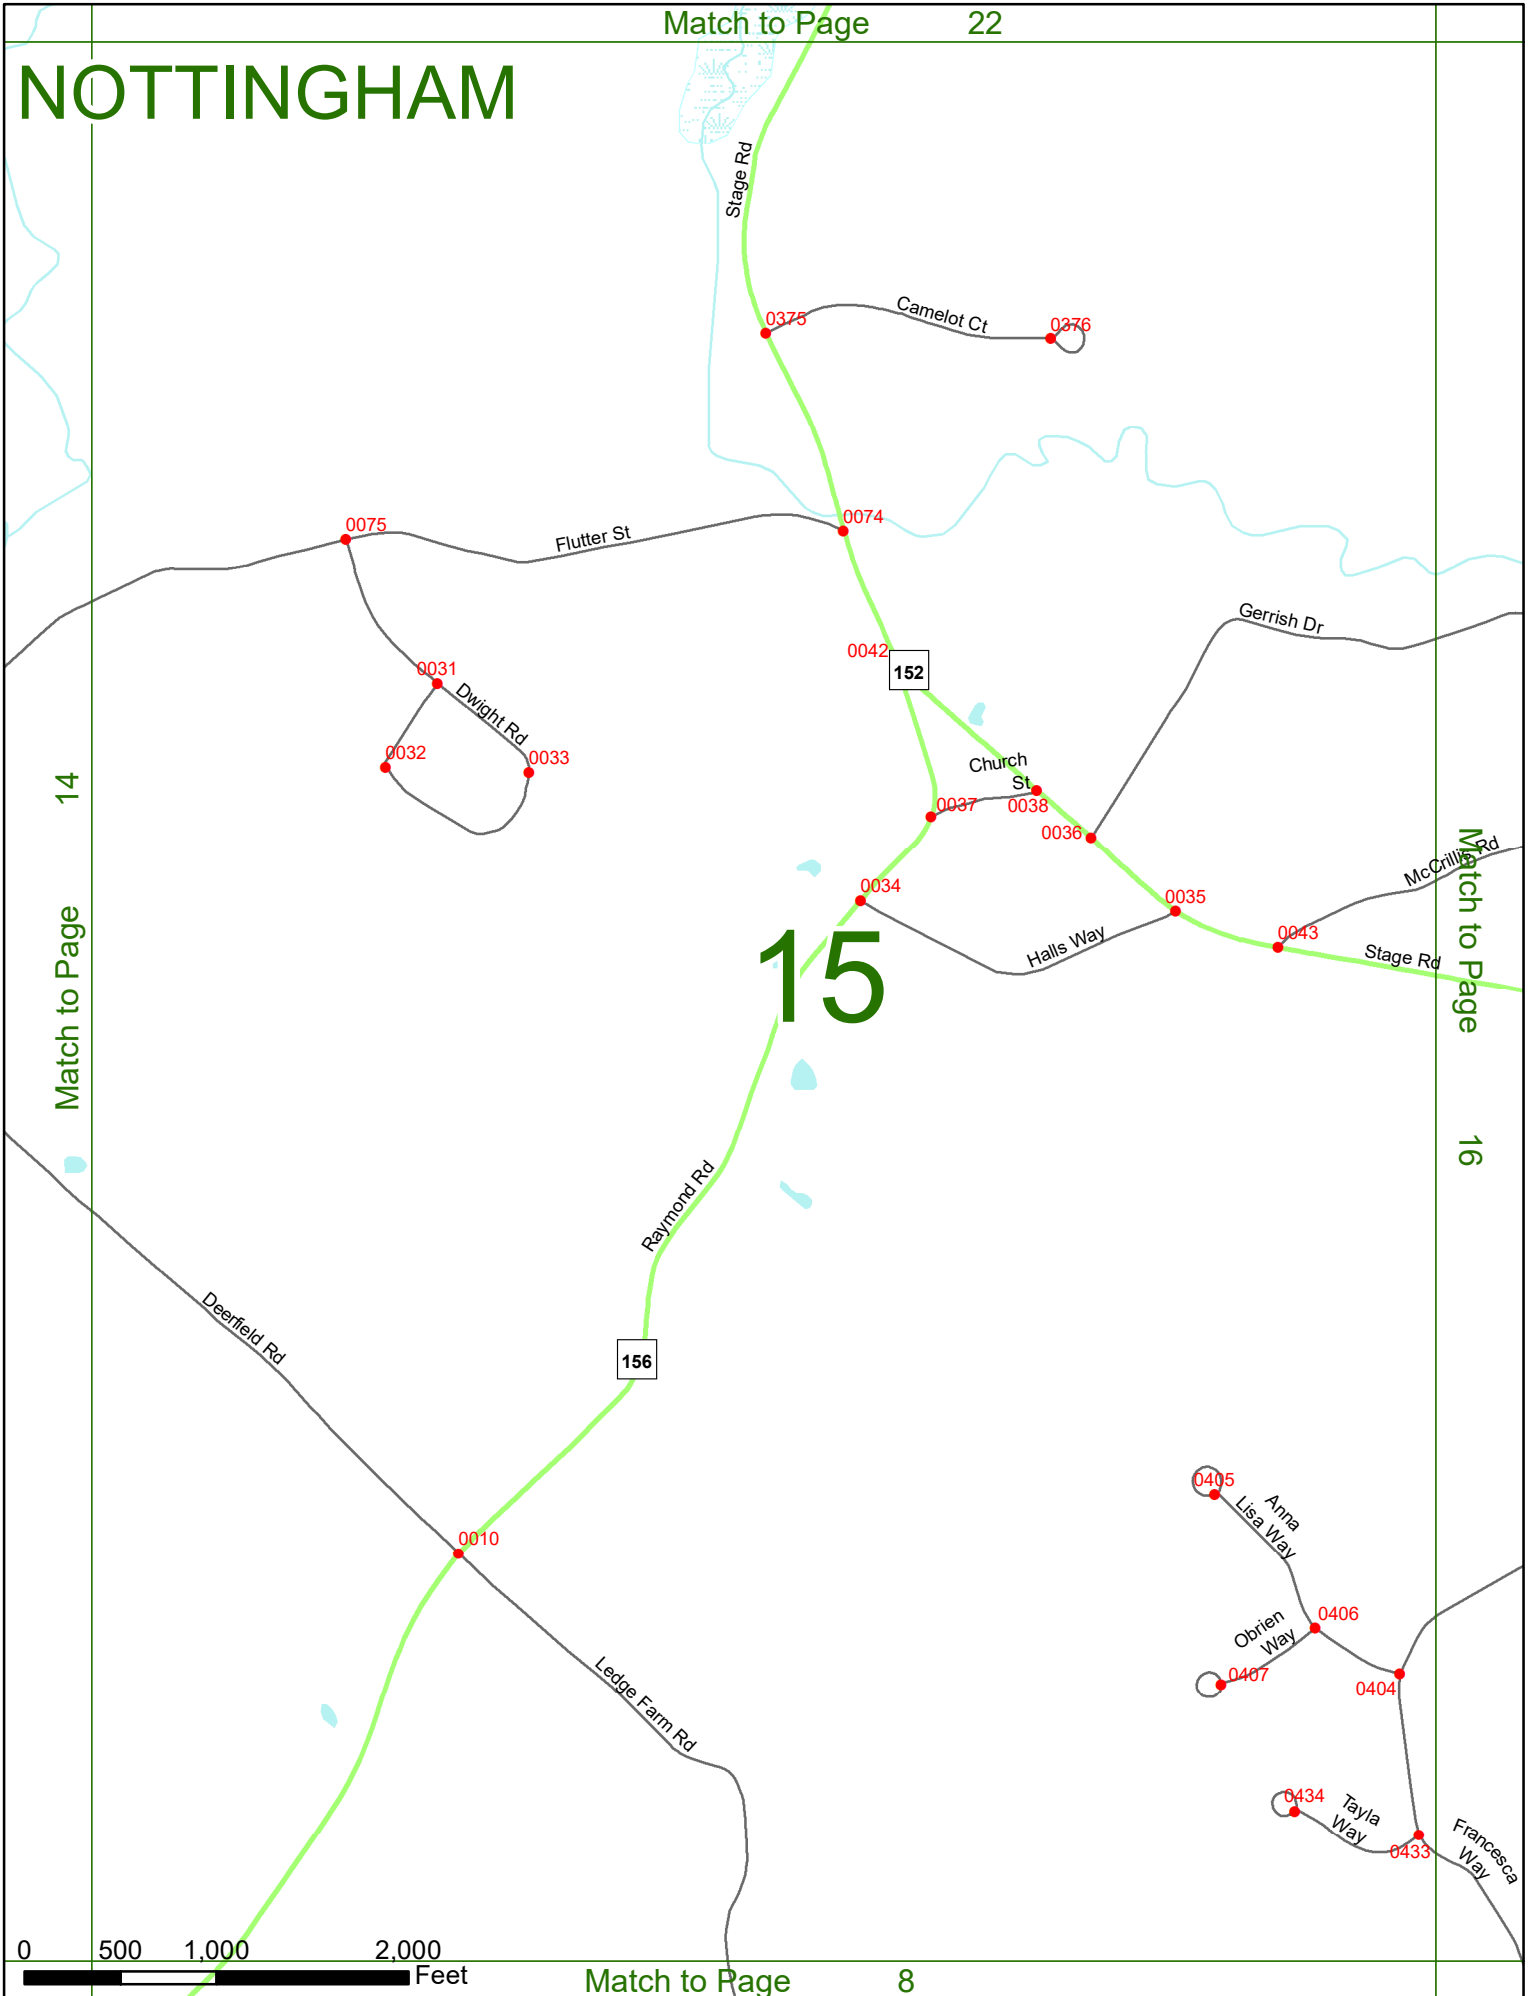 Match to Page 22
NOTTINGHAM
Stage Rd
0375
Camelot Ct
0376
0075
Flutter St
0074
Gerrish Dr
0042
152
0031
Dwight Rd
0032
0033
Church
St
0037
0038
0036
McCrillis Rd
0034
0035
0043
Halls Way
Stage Rd
15
Match to Page 14
Match to Page 16
Raymond Rd
Deerfield Rd
156
0405
Anna
Lisa Way
0010
0406
Obrien
Way
0407
0404
Ledge Farm Rd
0434
Tayla
Way
0433
Francesca
Way
0 500 1,000 2,000
Feet
Match to Page 8